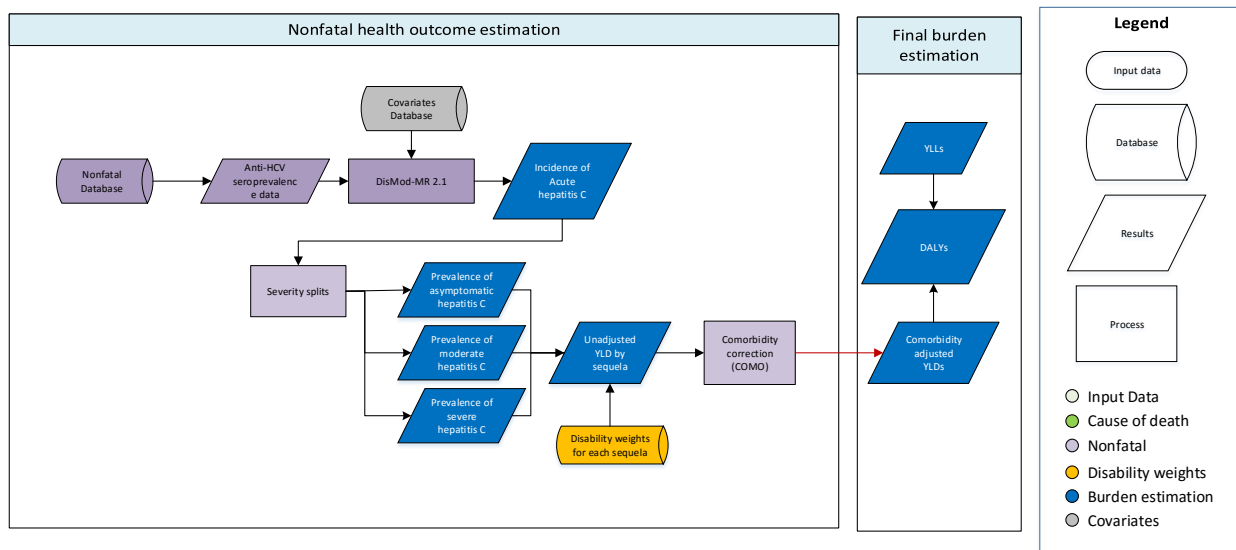 Nonfatal health outcome estimation
Final burden
estimation
Legend
Input data
Database
Results
Process
Input Data
Cause of death
Nonfatal
Disability weights
Burden estimation
Covariates
Covariates
Database
Nonfatal
Database
Anti-HCV
seroprevalenc
e data
DisMod-MR 2.1
Incidence of
Acute
hepatitis C
Severity splits
Prevalence of
asymptomatic
hepatitis C
Prevalence of
moderate
hepatitis C
Prevalence of
severe
hepatitis C
Unadjusted
YLD by
sequela
Disability weights
for each sequela
Comorbidity
correction
(COMO)
YLLs
DALYs
Comorbidity
adjusted
YLDs